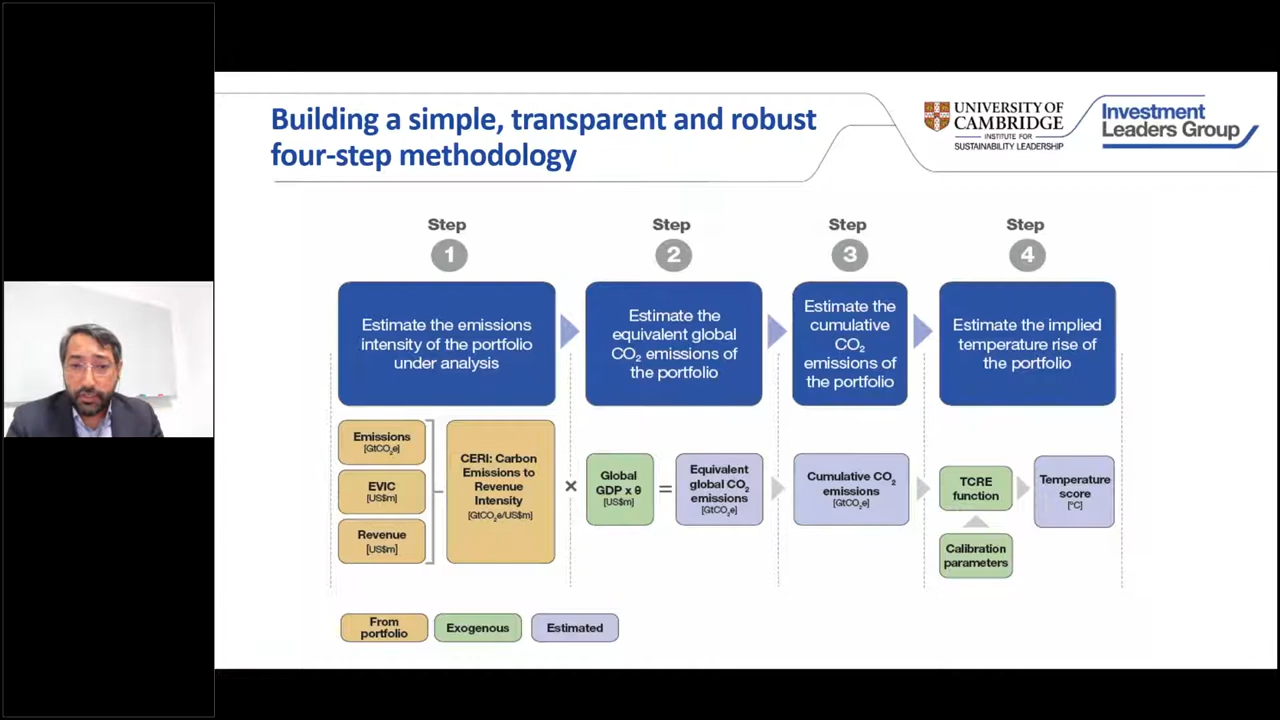 Building a simple, transparent and robust
four-step methodology
UNIVERSITY OF
CAMBRIDGE
INSTITUTE FOR
SUSTAINABILITY LEADERSHIP
Investment
Leaders Group
Step
1
Step
2
Step
3
Step
4
Estimate the emissions
intensity of the portfolio
under analysis
Estimate the
equivalent global
CO₂ emissions of
the portfolio
Estimate the
cumulative
CO₂
emissions of
the portfolio
Estimate the implied
temperature rise of
the portfolio
Emissions
[GtCO₂e]
EVIC
[US$m]
Revenue
[US$m]
CERI: Carbon
Emissions to
Revenue
Intensity
[GtCO₂e/US$m]
×
Global
GDP x θ
[US$m]
=
Equivalent
global CO₂
emissions
[GtCO₂e]
Cumulative CO₂
emissions
[GtCO₂e]
TCRE
function
Calibration
parameters
Temperature
score
[°C]
From
portfolio
Exogenous
Estimated